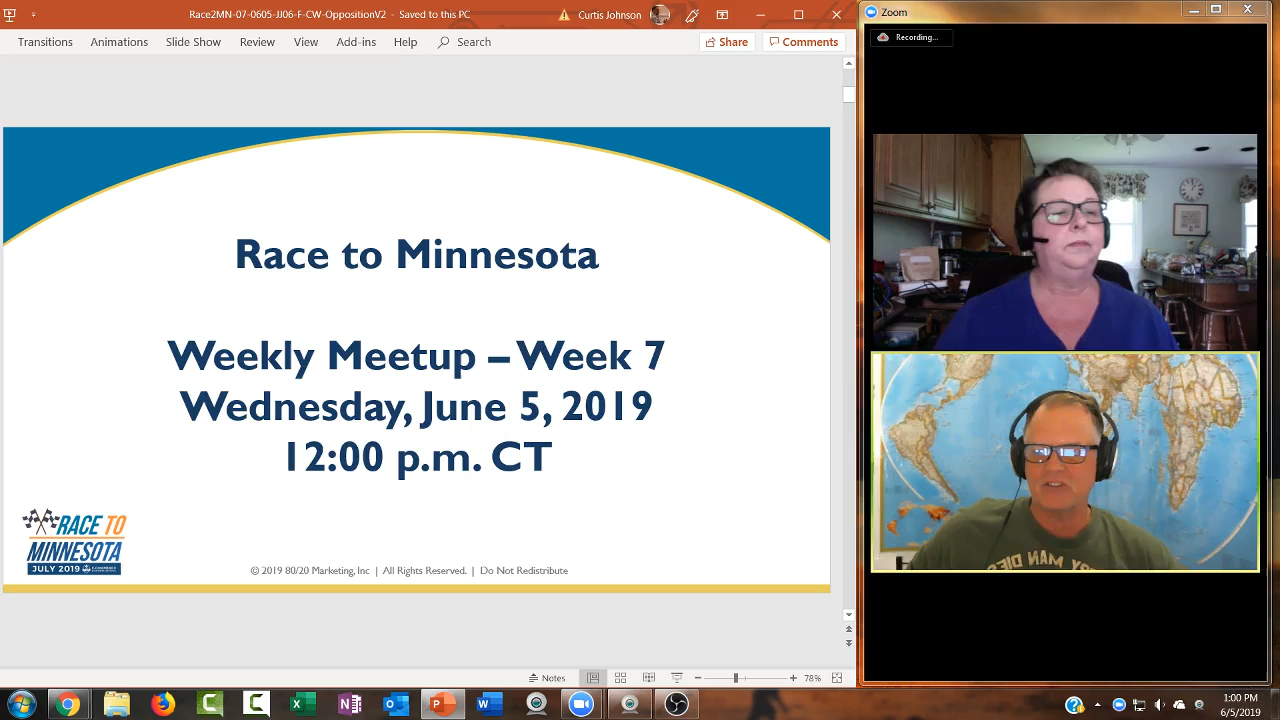 Race2MN-07-0605-JJ06-F-CW-OppositionV2 - Saved to this PC
Curtis Johnson
Transitions Animations Slide Show Review View Add-ins Help Search Share Comments
Race to Minnesota
Weekly Meetup – Week 7
Wednesday, June 5, 2019
12:00 p.m. CT
RACE TO
MINNESOTA
JULY 2019
© 2019 80/20 Marketing, Inc | All Rights Reserved. | Do Not Redistribute
Notes
78%
Zoom
Recording...
1:00 PM
6/5/2019